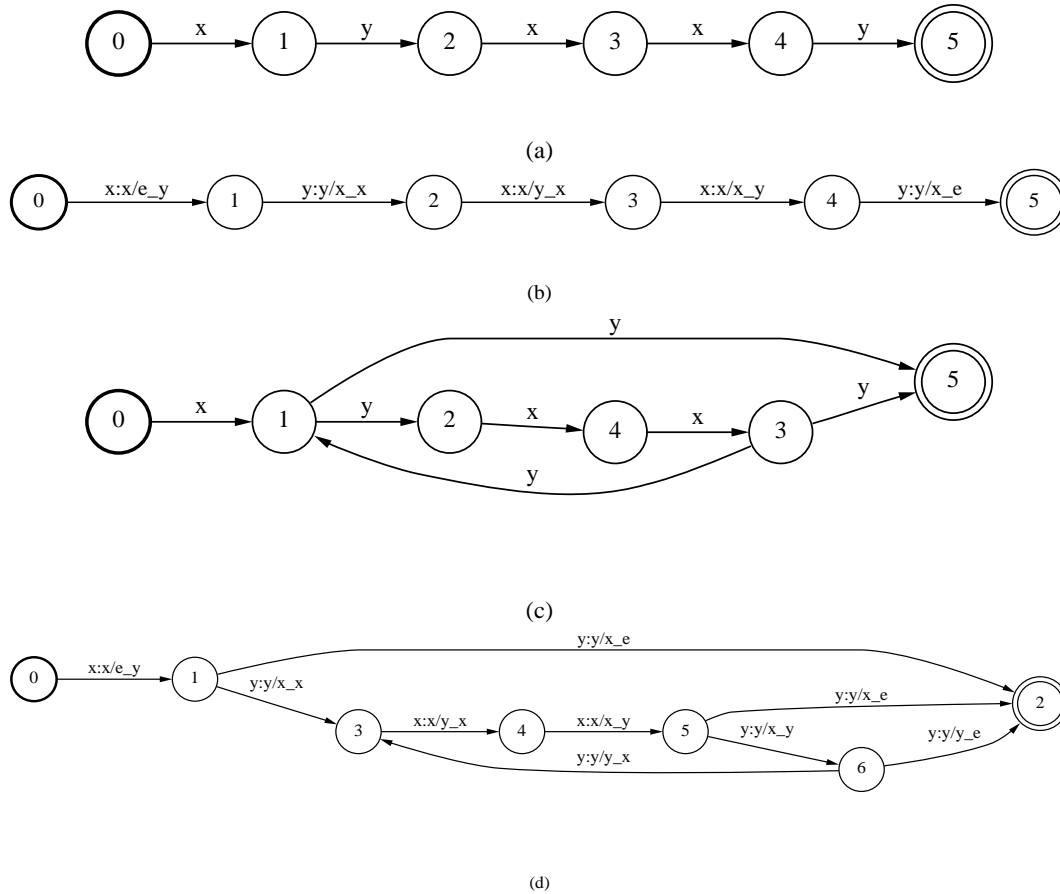 0 x 1 y 2 x 3 x 4 y 5
(a)
0 x:x/e_y 1 y:y/x_x 2 x:x/y_x 3 x:x/x_y 4 y:y/x_e 5
(b)
y
0 x 1 y 2 x 4 x 3 y 5
y
(c)
y:y/x_e
0 x:x/e_y 1 y:y/x_x
3 x:x/y_x 4 x:x/x_y 5 y:y/x_e 2
y:y/y_x y:y/x_y 6 y:y/y_e
(d)